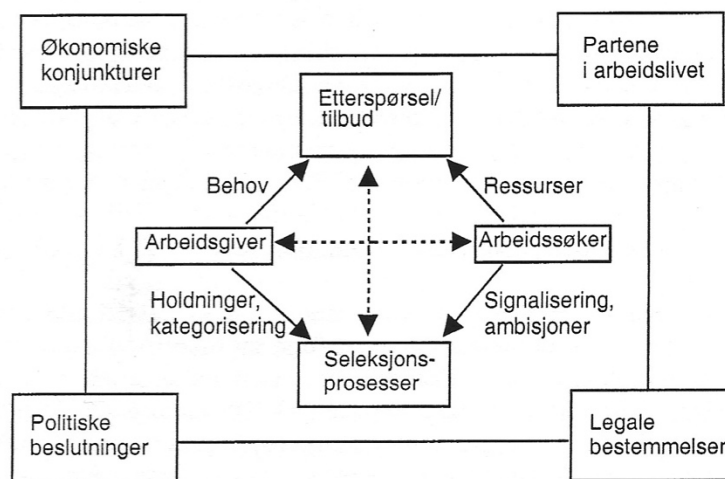 Økonomiske
konjunkturer
Partene
i arbeidslivet
Etterspørsel/
tilbud
Behov
Ressurser
Arbeidsgiver
Arbeidssøker
Holdninger,
kategorisering
Signalisering,
ambisjoner
Seleksjons-
prosesser
Politiske
beslutninger
Legale
bestemmelser